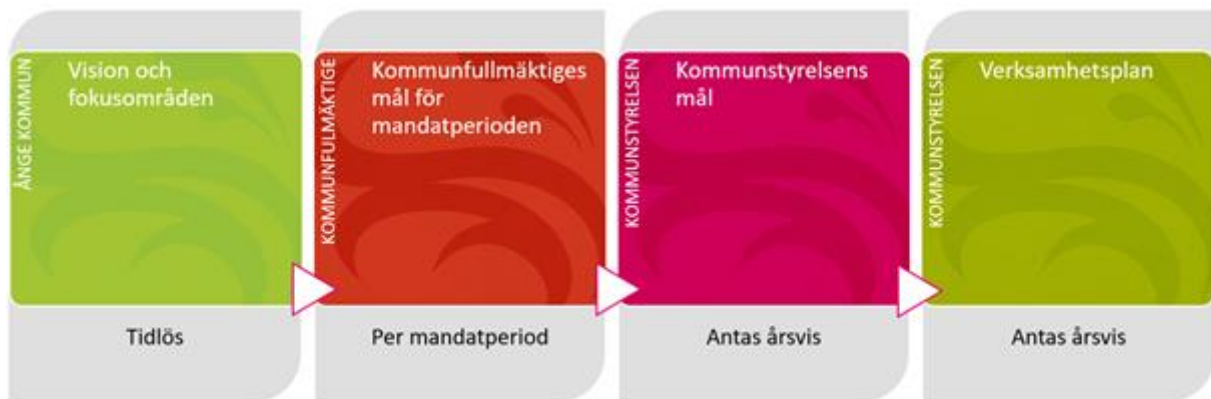 ÅNGE KOMMUN
Vision och
fokusområden
Tidlös
KOMMUNFULMÄKTIGE
Kommunfullmäktiges
mål för
mandatperioden
Per mandatperiod
KOMMUNSTYRELSEN
Kommunstyrelsens
mål
Antas årsvis
KOMMUNSTYRELSEN
Verksamhetsplan
Antas årsvis